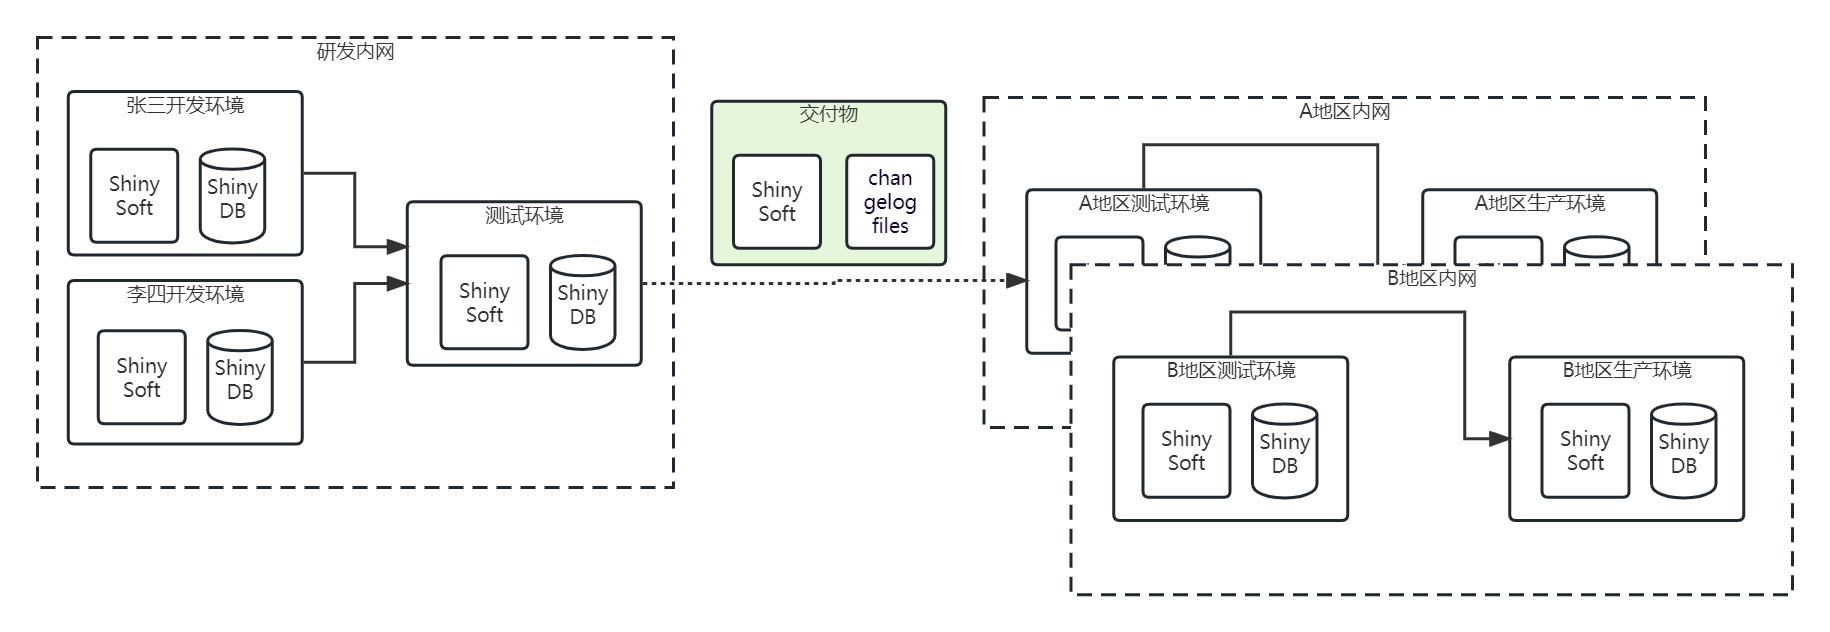 研发内网
张三开发环境
Shiny
Soft
Shiny
DB
李四开发环境
Shiny
Soft
Shiny
DB
测试环境
Shiny
Soft
Shiny
DB
交付物
Shiny
Soft
chan
gelog
files
A地区内网
A地区测试环境
A地区生产环境
B地区内网
B地区测试环境
Shiny
Soft
Shiny
DB
B地区生产环境
Shiny
Soft
Shiny
DB